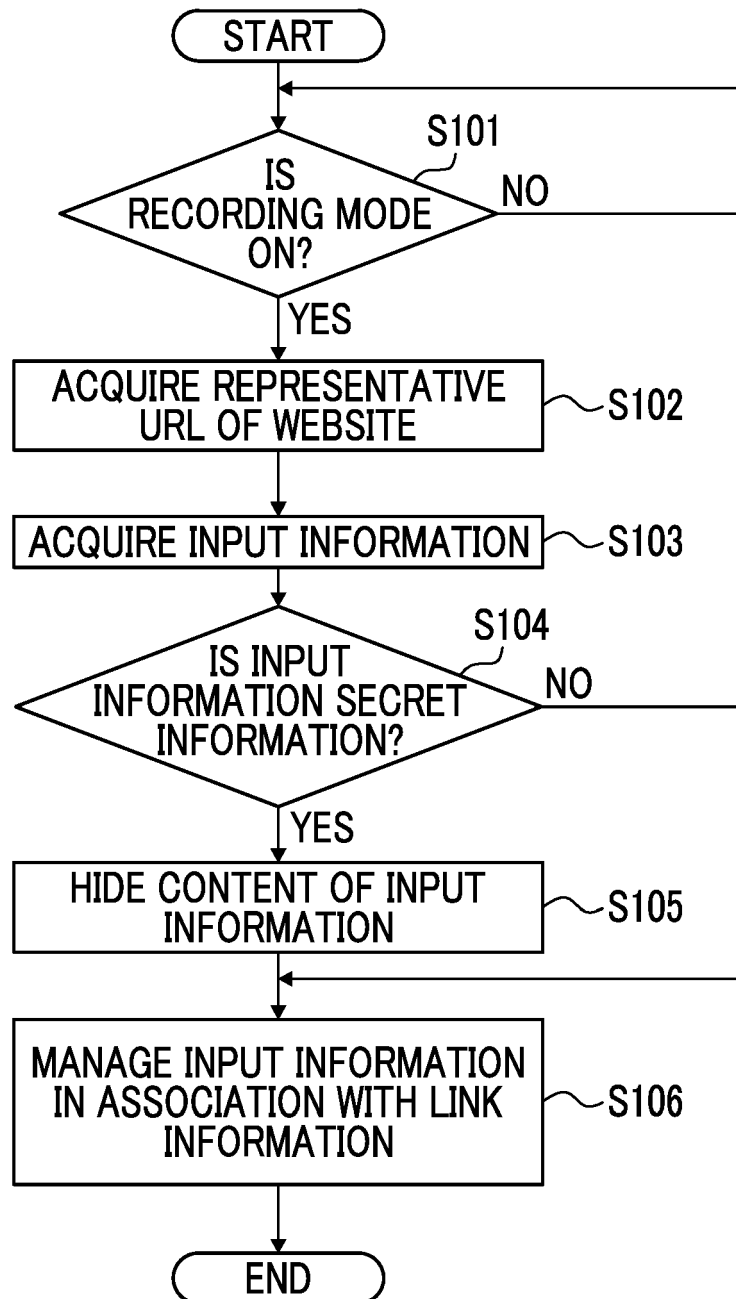 START
S101
IS
RECORDING MODE
ON?
NO
YES
ACQUIRE REPRESENTATIVE
URL OF WEBSITE
S102
ACQUIRE INPUT INFORMATION
S103
S104
IS INPUT
INFORMATION SECRET
INFORMATION?
NO
YES
HIDE CONTENT OF INPUT
INFORMATION
S105
MANAGE INPUT INFORMATION
IN ASSOCIATION WITH LINK
INFORMATION
S106
END